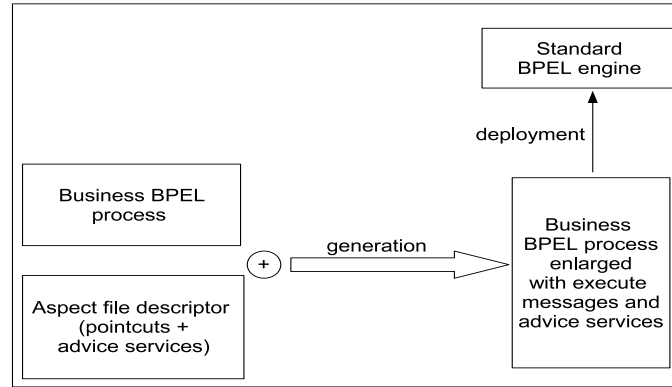 Standard
BPEL engine
deployment
Business BPEL
process
generation
+
Aspect file descriptor
(pointcuts +
advice services)
Business
BPEL process
enlarged
with execute
messages and
advice services